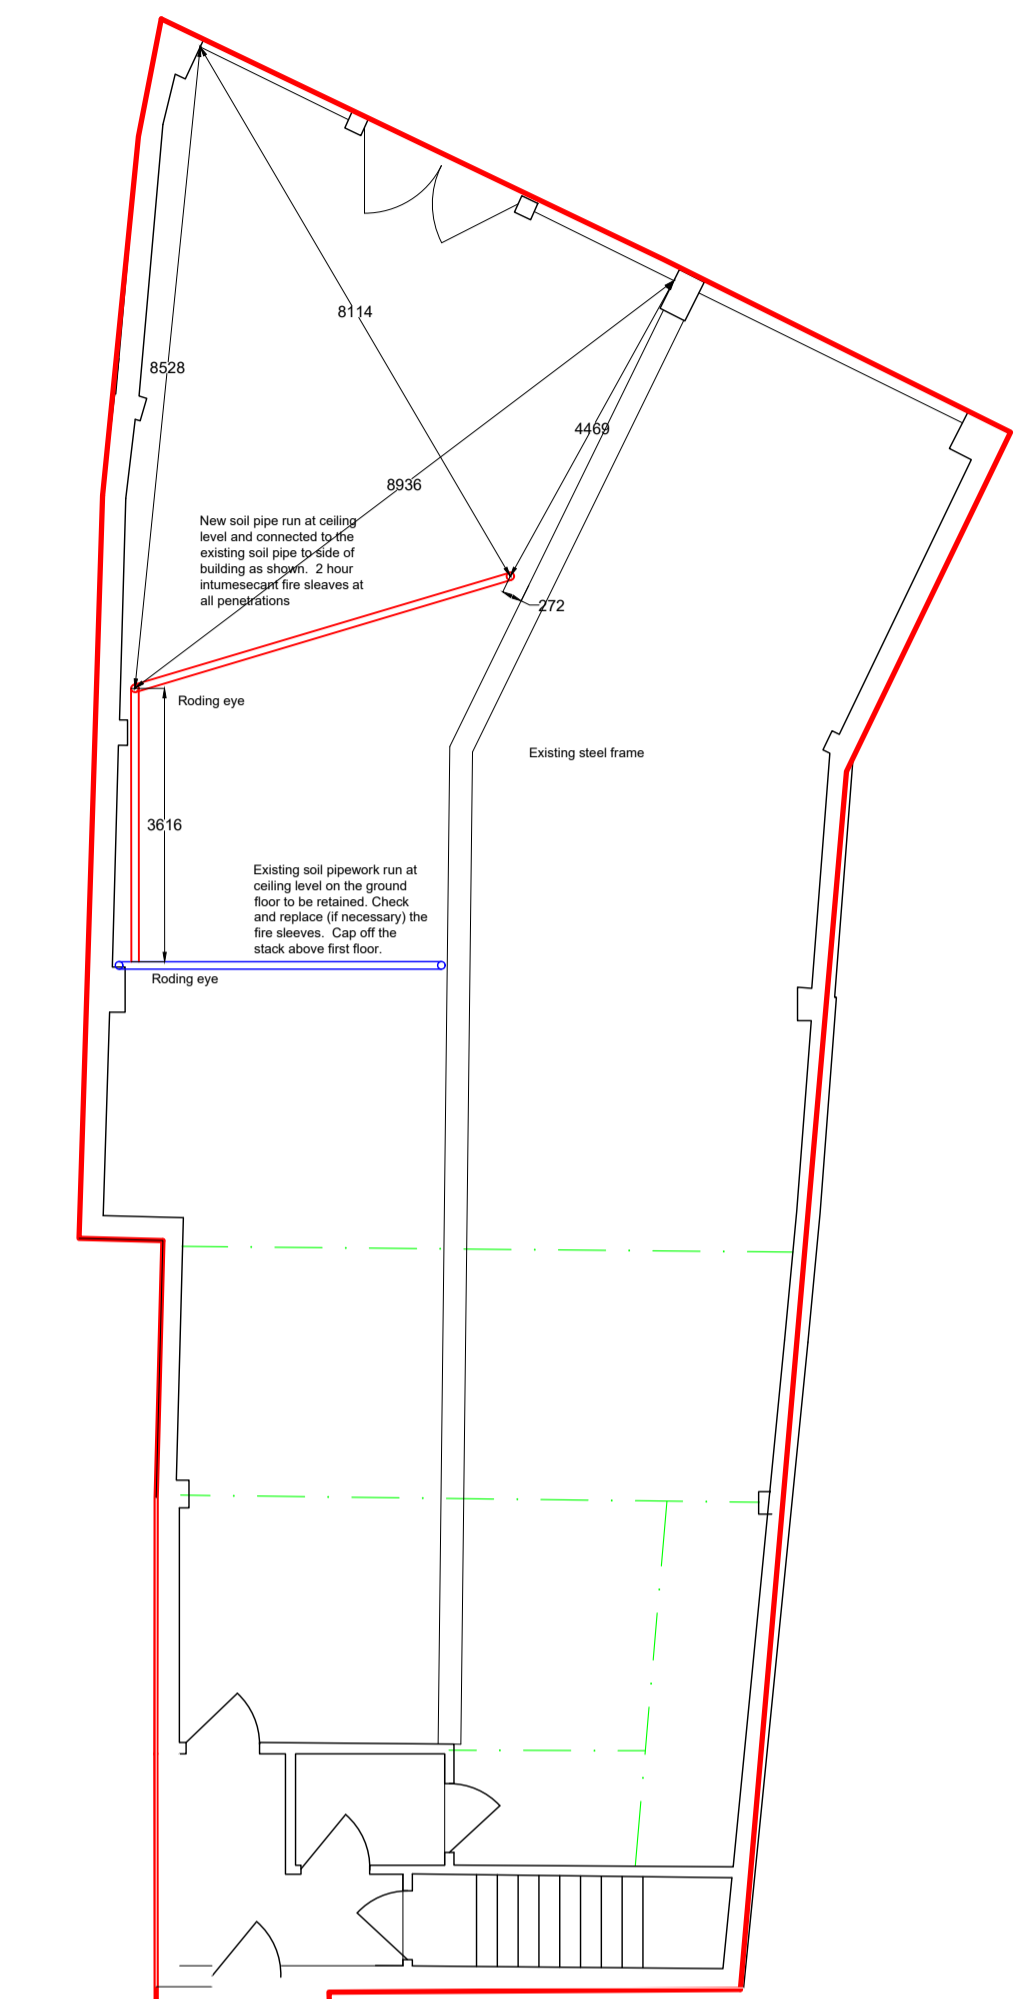 8114
8528
4469
8936
New soil pipe run at ceiling
level and connected to the
existing soil pipe to side of
building as shown.  2 hour
intumesecant fire sleaves at
all penetrations
272
Roding eye
Existing steel frame
3616
Existing soil pipework run at
ceiling level on the ground
floor to be retained. Check
and replace (if necessary) the
fire sleeves.  Cap off the
stack above first floor.
Roding eye